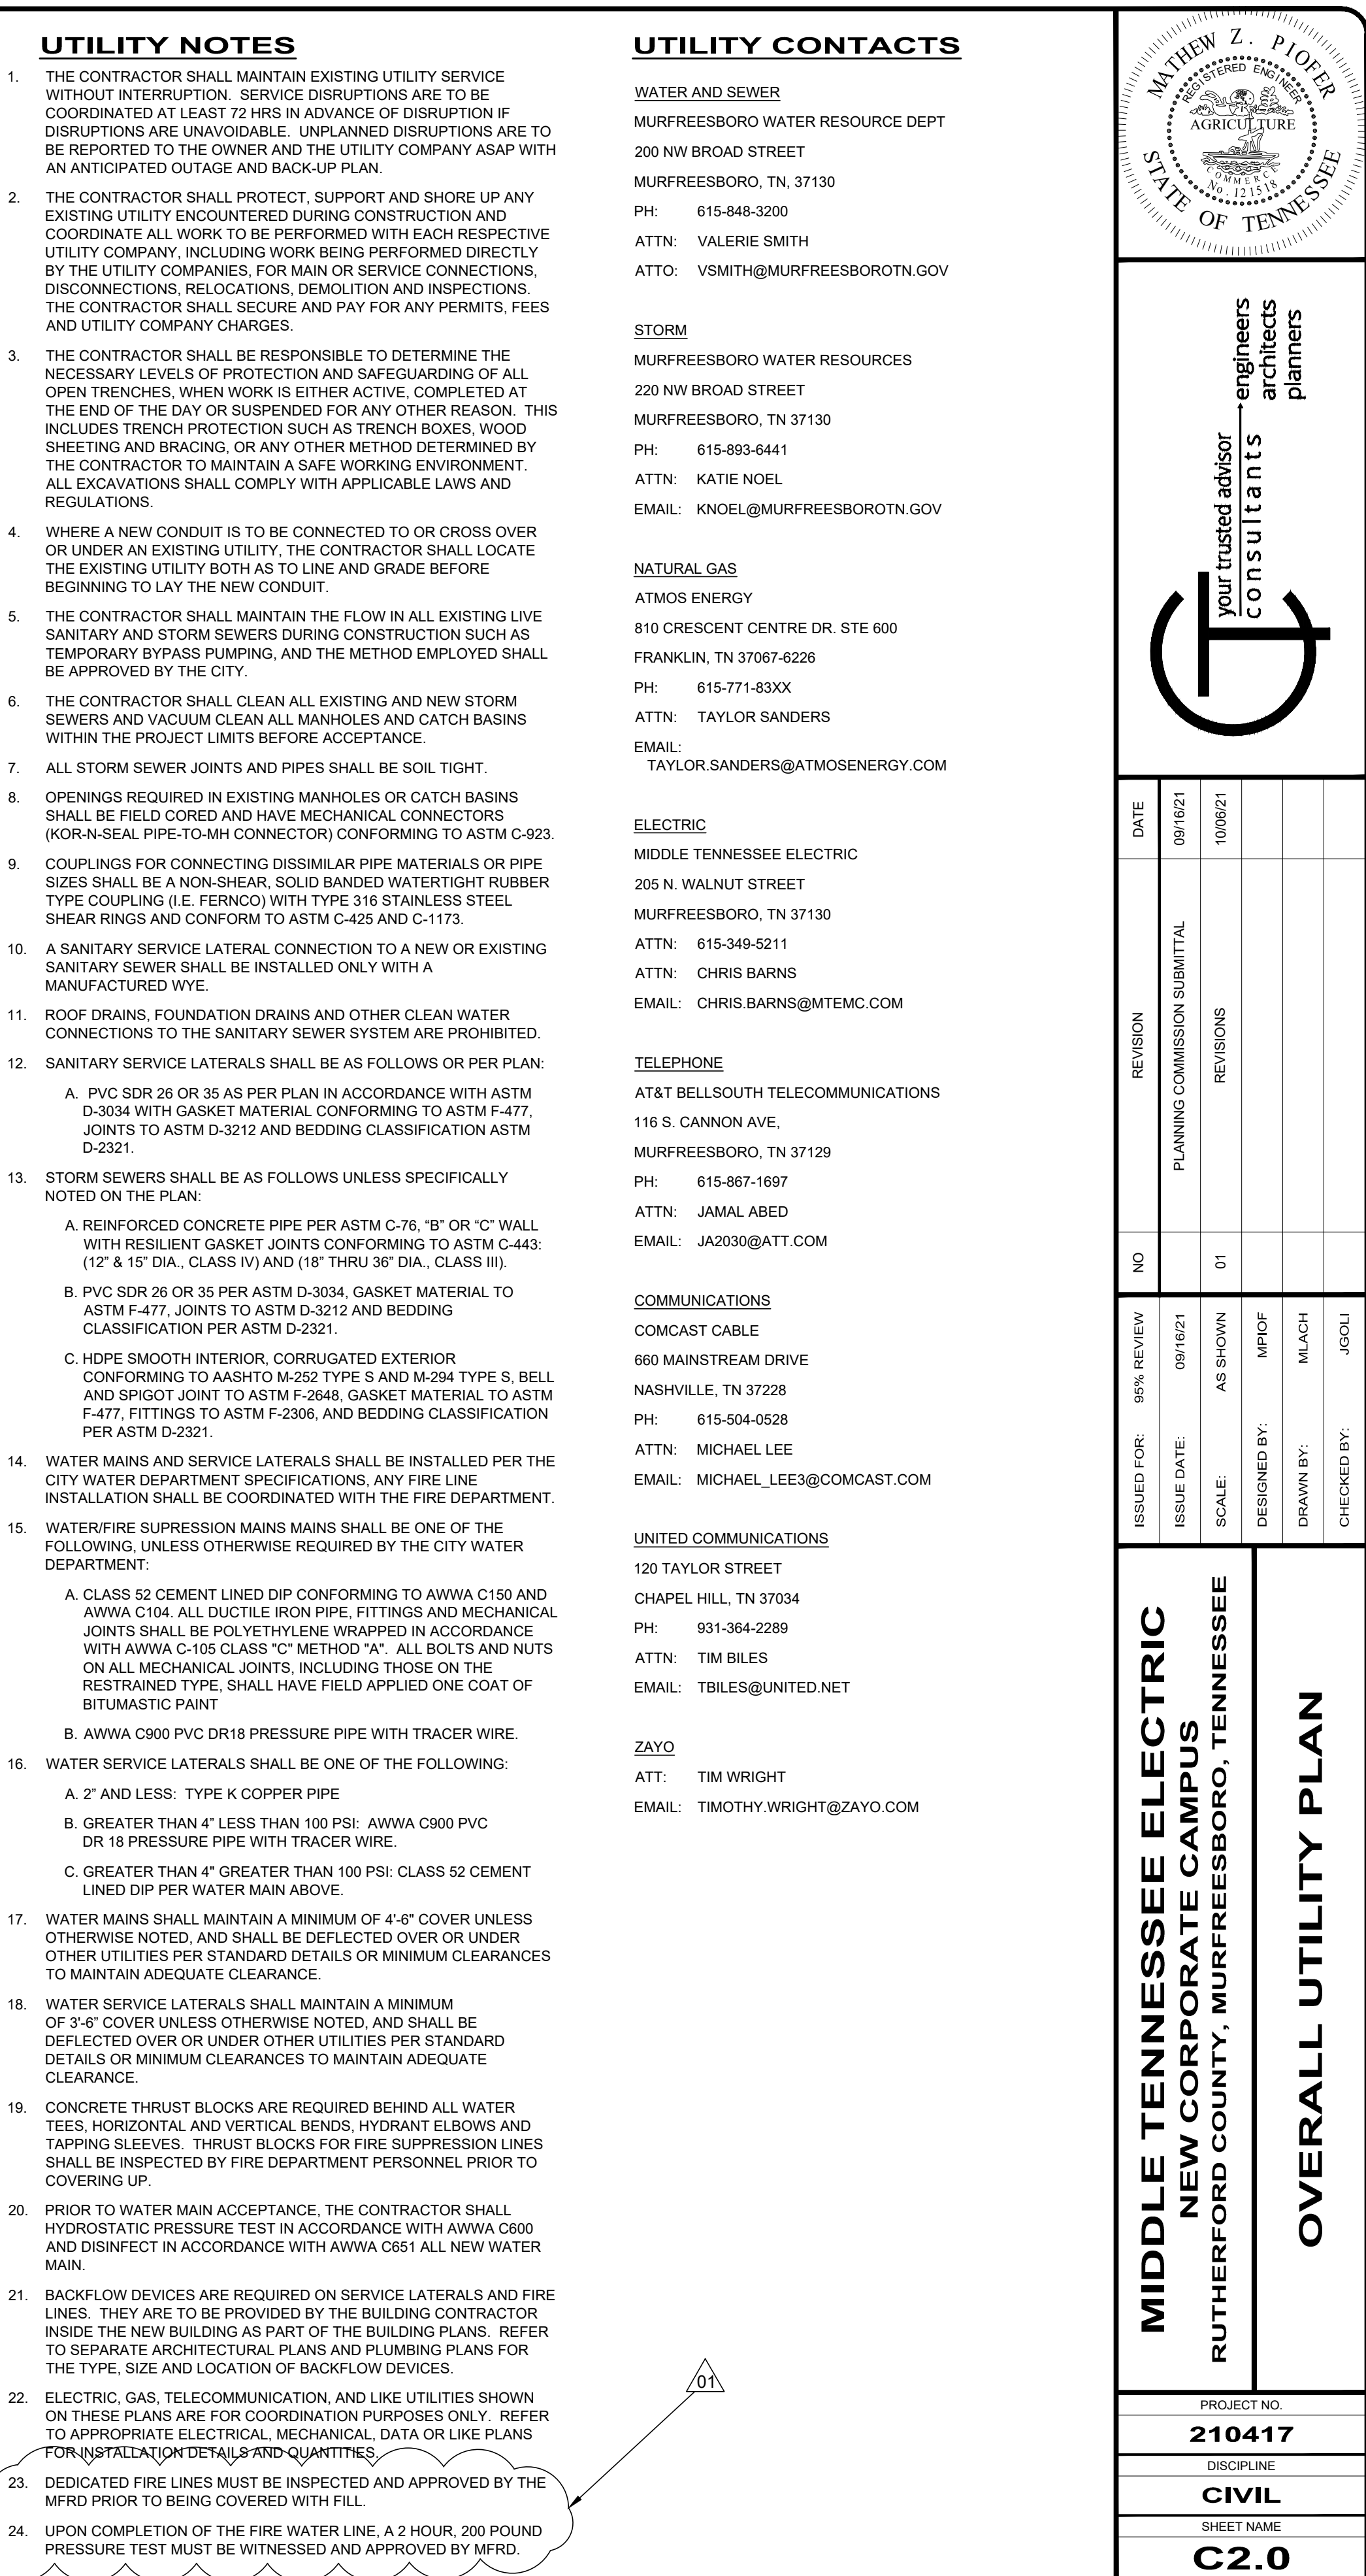 UTILITY NOTES
1. THE CONTRACTOR SHALL MAINTAIN EXISTING UTILITY SERVICE
WITHOUT INTERRUPTION. SERVICE DISRUPTIONS ARE TO BE
COORDINATED AT LEAST 72 HRS IN ADVANCE OF DISRUPTION IF
DISRUPTIONS ARE UNAVOIDABLE. UNPLANNED DISRUPTIONS ARE TO
BE REPORTED TO THE OWNER AND THE UTILITY COMPANY ASAP WITH
AN ANTICIPATED OUTAGE AND BACK-UP PLAN.
2. THE CONTRACTOR SHALL PROTECT, SUPPORT AND SHORE UP ANY
EXISTING UTILITY ENCOUNTERED DURING CONSTRUCTION AND
COORDINATE ALL WORK TO BE PERFORMED WITH EACH RESPECTIVE
UTILITY COMPANY, INCLUDING WORK BEING PERFORMED DIRECTLY
BY THE UTILITY COMPANIES, FOR MAIN OR SERVICE CONNECTIONS,
DISCONNECTIONS, RELOCATIONS, DEMOLITION AND INSPECTIONS.
THE CONTRACTOR SHALL SECURE AND PAY FOR ANY PERMITS, FEES
AND UTILITY COMPANY CHARGES.
3. THE CONTRACTOR SHALL BE RESPONSIBLE TO DETERMINE THE
NECESSARY LEVELS OF PROTECTION AND SAFEGUARDING OF ALL
OPEN TRENCHES, WHEN WORK IS EITHER ACTIVE, COMPLETED AT
THE END OF THE DAY OR SUSPENDED FOR ANY OTHER REASON. THIS
INCLUDES TRENCH PROTECTION SUCH AS TRENCH BOXES, WOOD
SHEETING AND BRACING, OR ANY OTHER METHOD DETERMINED BY
THE CONTRACTOR TO MAINTAIN A SAFE WORKING ENVIRONMENT.
ALL EXCAVATIONS SHALL COMPLY WITH APPLICABLE LAWS AND
REGULATIONS.
4. WHERE A NEW CONDUIT IS TO BE CONNECTED TO OR CROSS OVER
OR UNDER AN EXISTING UTILITY, THE CONTRACTOR SHALL LOCATE
THE EXISTING UTILITY BOTH AS TO LINE AND GRADE BEFORE
BEGINNING TO LAY THE NEW CONDUIT.
5. THE CONTRACTOR SHALL MAINTAIN THE FLOW IN ALL EXISTING LIVE
SANITARY AND STORM SEWERS DURING CONSTRUCTION SUCH AS
TEMPORARY BYPASS PUMPING, AND THE METHOD EMPLOYED SHALL
BE APPROVED BY THE CITY.
6. THE CONTRACTOR SHALL CLEAN ALL EXISTING AND NEW STORM
SEWERS AND VACUUM CLEAN ALL MANHOLES AND CATCH BASINS
WITHIN THE PROJECT LIMITS BEFORE ACCEPTANCE.
7. ALL STORM SEWER JOINTS AND PIPES SHALL BE SOIL TIGHT.
8. OPENINGS REQUIRED IN EXISTING MANHOLES OR CATCH BASINS
SHALL BE FIELD CORED AND HAVE MECHANICAL CONNECTORS
(KOR-N-SEAL PIPE-TO-MH CONNECTOR) CONFORMING TO ASTM C-923.
9. COUPLINGS FOR CONNECTING DISSIMILAR PIPE MATERIALS OR PIPE
SIZES SHALL BE A NON-SHEAR, SOLID BANDED WATERTIGHT RUBBER
TYPE COUPLING (I.E. FERNCO) WITH TYPE 316 STAINLESS STEEL
SHEAR RINGS AND CONFORM TO ASTM C-425 AND C-1173.
10. A SANITARY SERVICE LATERAL CONNECTION TO A NEW OR EXISTING
SANITARY SEWER SHALL BE INSTALLED ONLY WITH A
MANUFACTURED WYE.
11. ROOF DRAINS, FOUNDATION DRAINS AND OTHER CLEAN WATER
CONNECTIONS TO THE SANITARY SEWER SYSTEM ARE PROHIBITED.
12. SANITARY SERVICE LATERALS SHALL BE AS FOLLOWS OR PER PLAN:
A. PVC SDR 26 OR 35 AS PER PLAN IN ACCORDANCE WITH ASTM
D-3034 WITH GASKET MATERIAL CONFORMING TO ASTM F-477,
JOINTS TO ASTM D-3212 AND BEDDING CLASSIFICATION ASTM
D-2321.
13. STORM SEWERS SHALL BE AS FOLLOWS UNLESS SPECIFICALLY
NOTED ON THE PLAN:
A. REINFORCED CONCRETE PIPE PER ASTM C-76, “B” OR “C” WALL
WITH RESILIENT GASKET JOINTS CONFORMING TO ASTM C-443:
(12” & 15” DIA., CLASS IV) AND (18” THRU 36” DIA., CLASS III).
B. PVC SDR 26 OR 35 PER ASTM D-3034, GASKET MATERIAL TO
ASTM F-477, JOINTS TO ASTM D-3212 AND BEDDING
CLASSIFICATION PER ASTM D-2321.
C. HDPE SMOOTH INTERIOR, CORRUGATED EXTERIOR
CONFORMING TO AASHTO M-252 TYPE S AND M-294 TYPE S, BELL
AND SPIGOT JOINT TO ASTM F-2648, GASKET MATERIAL TO ASTM
F-477, FITTINGS TO ASTM F-2306, AND BEDDING CLASSIFICATION
PER ASTM D-2321.
14. WATER MAINS AND SERVICE LATERALS SHALL BE INSTALLED PER THE
CITY WATER DEPARTMENT SPECIFICATIONS, ANY FIRE LINE
INSTALLATION SHALL BE COORDINATED WITH THE FIRE DEPARTMENT.
15. WATER/FIRE SUPRESSION MAINS MAINS SHALL BE ONE OF THE
FOLLOWING, UNLESS OTHERWISE REQUIRED BY THE CITY WATER
DEPARTMENT:
A. CLASS 52 CEMENT LINED DIP CONFORMING TO AWWA C150 AND
AWWA C104. ALL DUCTILE IRON PIPE, FITTINGS AND MECHANICAL
JOINTS SHALL BE POLYETHYLENE WRAPPED IN ACCORDANCE
WITH AWWA C-105 CLASS "C" METHOD "A". ALL BOLTS AND NUTS
ON ALL MECHANICAL JOINTS, INCLUDING THOSE ON THE
RESTRAINED TYPE, SHALL HAVE FIELD APPLIED ONE COAT OF
BITUMASTIC PAINT
B. AWWA C900 PVC DR18 PRESSURE PIPE WITH TRACER WIRE.
16. WATER SERVICE LATERALS SHALL BE ONE OF THE FOLLOWING:
A. 2” AND LESS: TYPE K COPPER PIPE
B. GREATER THAN 4” LESS THAN 100 PSI: AWWA C900 PVC
DR 18 PRESSURE PIPE WITH TRACER WIRE.
C. GREATER THAN 4" GREATER THAN 100 PSI: CLASS 52 CEMENT
LINED DIP PER WATER MAIN ABOVE.
17. WATER MAINS SHALL MAINTAIN A MINIMUM OF 4'-6" COVER UNLESS
OTHERWISE NOTED, AND SHALL BE DEFLECTED OVER OR UNDER
OTHER UTILITIES PER STANDARD DETAILS OR MINIMUM CLEARANCES
TO MAINTAIN ADEQUATE CLEARANCE.
18. WATER SERVICE LATERALS SHALL MAINTAIN A MINIMUM
OF 3'-6” COVER UNLESS OTHERWISE NOTED, AND SHALL BE
DEFLECTED OVER OR UNDER OTHER UTILITIES PER STANDARD
DETAILS OR MINIMUM CLEARANCES TO MAINTAIN ADEQUATE
CLEARANCE.
19. CONCRETE THRUST BLOCKS ARE REQUIRED BEHIND ALL WATER
TEES, HORIZONTAL AND VERTICAL BENDS, HYDRANT ELBOWS AND
TAPPING SLEEVES. THRUST BLOCKS FOR FIRE SUPPRESSION LINES
SHALL BE INSPECTED BY FIRE DEPARTMENT PERSONNEL PRIOR TO
COVERING UP.
20. PRIOR TO WATER MAIN ACCEPTANCE, THE CONTRACTOR SHALL
HYDROSTATIC PRESSURE TEST IN ACCORDANCE WITH AWWA C600
AND DISINFECT IN ACCORDANCE WITH AWWA C651 ALL NEW WATER
MAIN.
21. BACKFLOW DEVICES ARE REQUIRED ON SERVICE LATERALS AND FIRE
LINES. THEY ARE TO BE PROVIDED BY THE BUILDING CONTRACTOR
INSIDE THE NEW BUILDING AS PART OF THE BUILDING PLANS. REFER
TO SEPARATE ARCHITECTURAL PLANS AND PLUMBING PLANS FOR
THE TYPE, SIZE AND LOCATION OF BACKFLOW DEVICES.
22. ELECTRIC, GAS, TELECOMMUNICATION, AND LIKE UTILITIES SHOWN
ON THESE PLANS ARE FOR COORDINATION PURPOSES ONLY. REFER
TO APPROPRIATE ELECTRICAL, MECHANICAL, DATA OR LIKE PLANS
FOR INSTALLATION DETAILS AND QUANTITIES.
23. DEDICATED FIRE LINES MUST BE INSPECTED AND APPROVED BY THE
MFRD PRIOR TO BEING COVERED WITH FILL.
24. UPON COMPLETION OF THE FIRE WATER LINE, A 2 HOUR, 200 POUND
PRESSURE TEST MUST BE WITNESSED AND APPROVED BY MFRD.
01
UTILITY CONTACTS
WATER AND SEWER
MURFREESBORO WATER RESOURCE DEPT
200 NW BROAD STREET
MURFREESBORO, TN, 37130
PH: 615-848-3200
ATTN: VALERIE SMITH
ATTO: VSMITH@MURFREESBOROTN.GOV
STORM
MURFREESBORO WATER RESOURCES
220 NW BROAD STREET
MURFREESBORO, TN 37130
PH: 615-893-6441
ATTN: KATIE NOEL
EMAIL: KNOEL@MURFREESBOROTN.GOV
NATURAL GAS
ATMOS ENERGY
810 CRESCENT CENTRE DR. STE 600
FRANKLIN, TN 37067-6226
PH: 615-771-83XX
ATTN: TAYLOR SANDERS
EMAIL:
TAYLOR.SANDERS@ATMOSENERGY.COM
ELECTRIC
MIDDLE TENNESSEE ELECTRIC
205 N. WALNUT STREET
MURFREESBORO, TN 37130
ATTN: 615-349-5211
ATTN: CHRIS BARNS
EMAIL: CHRIS.BARNS@MTEMC.COM
TELEPHONE
AT&T BELLSOUTH TELECOMMUNICATIONS
116 S. CANNON AVE,
MURFREESBORO, TN 37129
PH: 615-867-1697
ATTN: JAMAL ABED
EMAIL: JA2030@ATT.COM
COMMUNICATIONS
COMCAST CABLE
660 MAINSTREAM DRIVE
NASHVILLE, TN 37228
PH: 615-504-0528
ATTN: MICHAEL LEE
EMAIL: MICHAEL_LEE3@COMCAST.COM
UNITED COMMUNICATIONS
120 TAYLOR STREET
CHAPEL HILL, TN 37034
PH: 931-364-2289
ATTN: TIM BILES
EMAIL: TBILES@UNITED.NET
ZAYO
ATT: TIM WRIGHT
EMAIL: TIMOTHY.WRIGHT@ZAYO.COM
MATHEW Z. PIOFER
REGISTERED ENGINEER
AGRICULTURE
COMMERCE
No. 121518
STATE OF TENNESSEE
your trusted advisor
consultants
engineers
architects
planners
NO REVISION DATE
PLANNING COMMISSION SUBMITTAL 09/16/21
01 REVISIONS 10/06/21
ISSUED FOR: 95% REVIEW
ISSUE DATE: 09/16/21
SCALE: AS SHOWN
DESIGNED BY: MPIOF
DRAWN BY: MLACH
CHECKED BY: JGOLI
MIDDLE TENNESSEE ELECTRIC
NEW CORPORATE CAMPUS
RUTHERFORD COUNTY, MURFREESBORO, TENNESSEE
OVERALL UTILITY PLAN
PROJECT NO.
210417
DISCIPLINE
CIVIL
SHEET NAME
C2.0